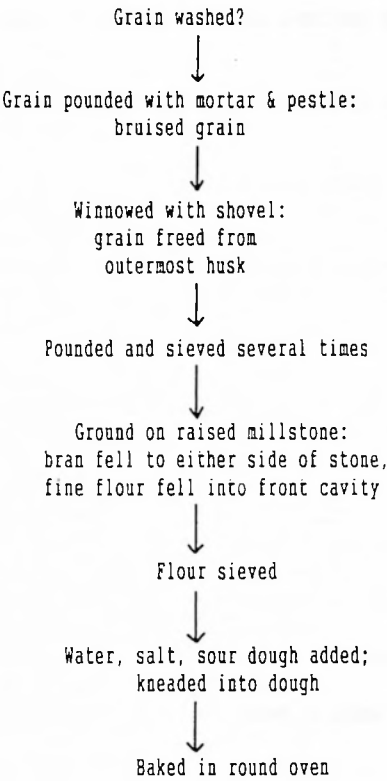 Grain washed?
Grain pounded with mortar & pestle:
bruised grain
Winnowed with shovel:
grain freed from
outermost husk
Pounded and sieved several times
Ground on raised millstone:
bran fell to either side of stone,
fine flour fell into front cavity
Flour sieved
Water, salt, sour dough added;
kneaded into dough
Baked in round oven